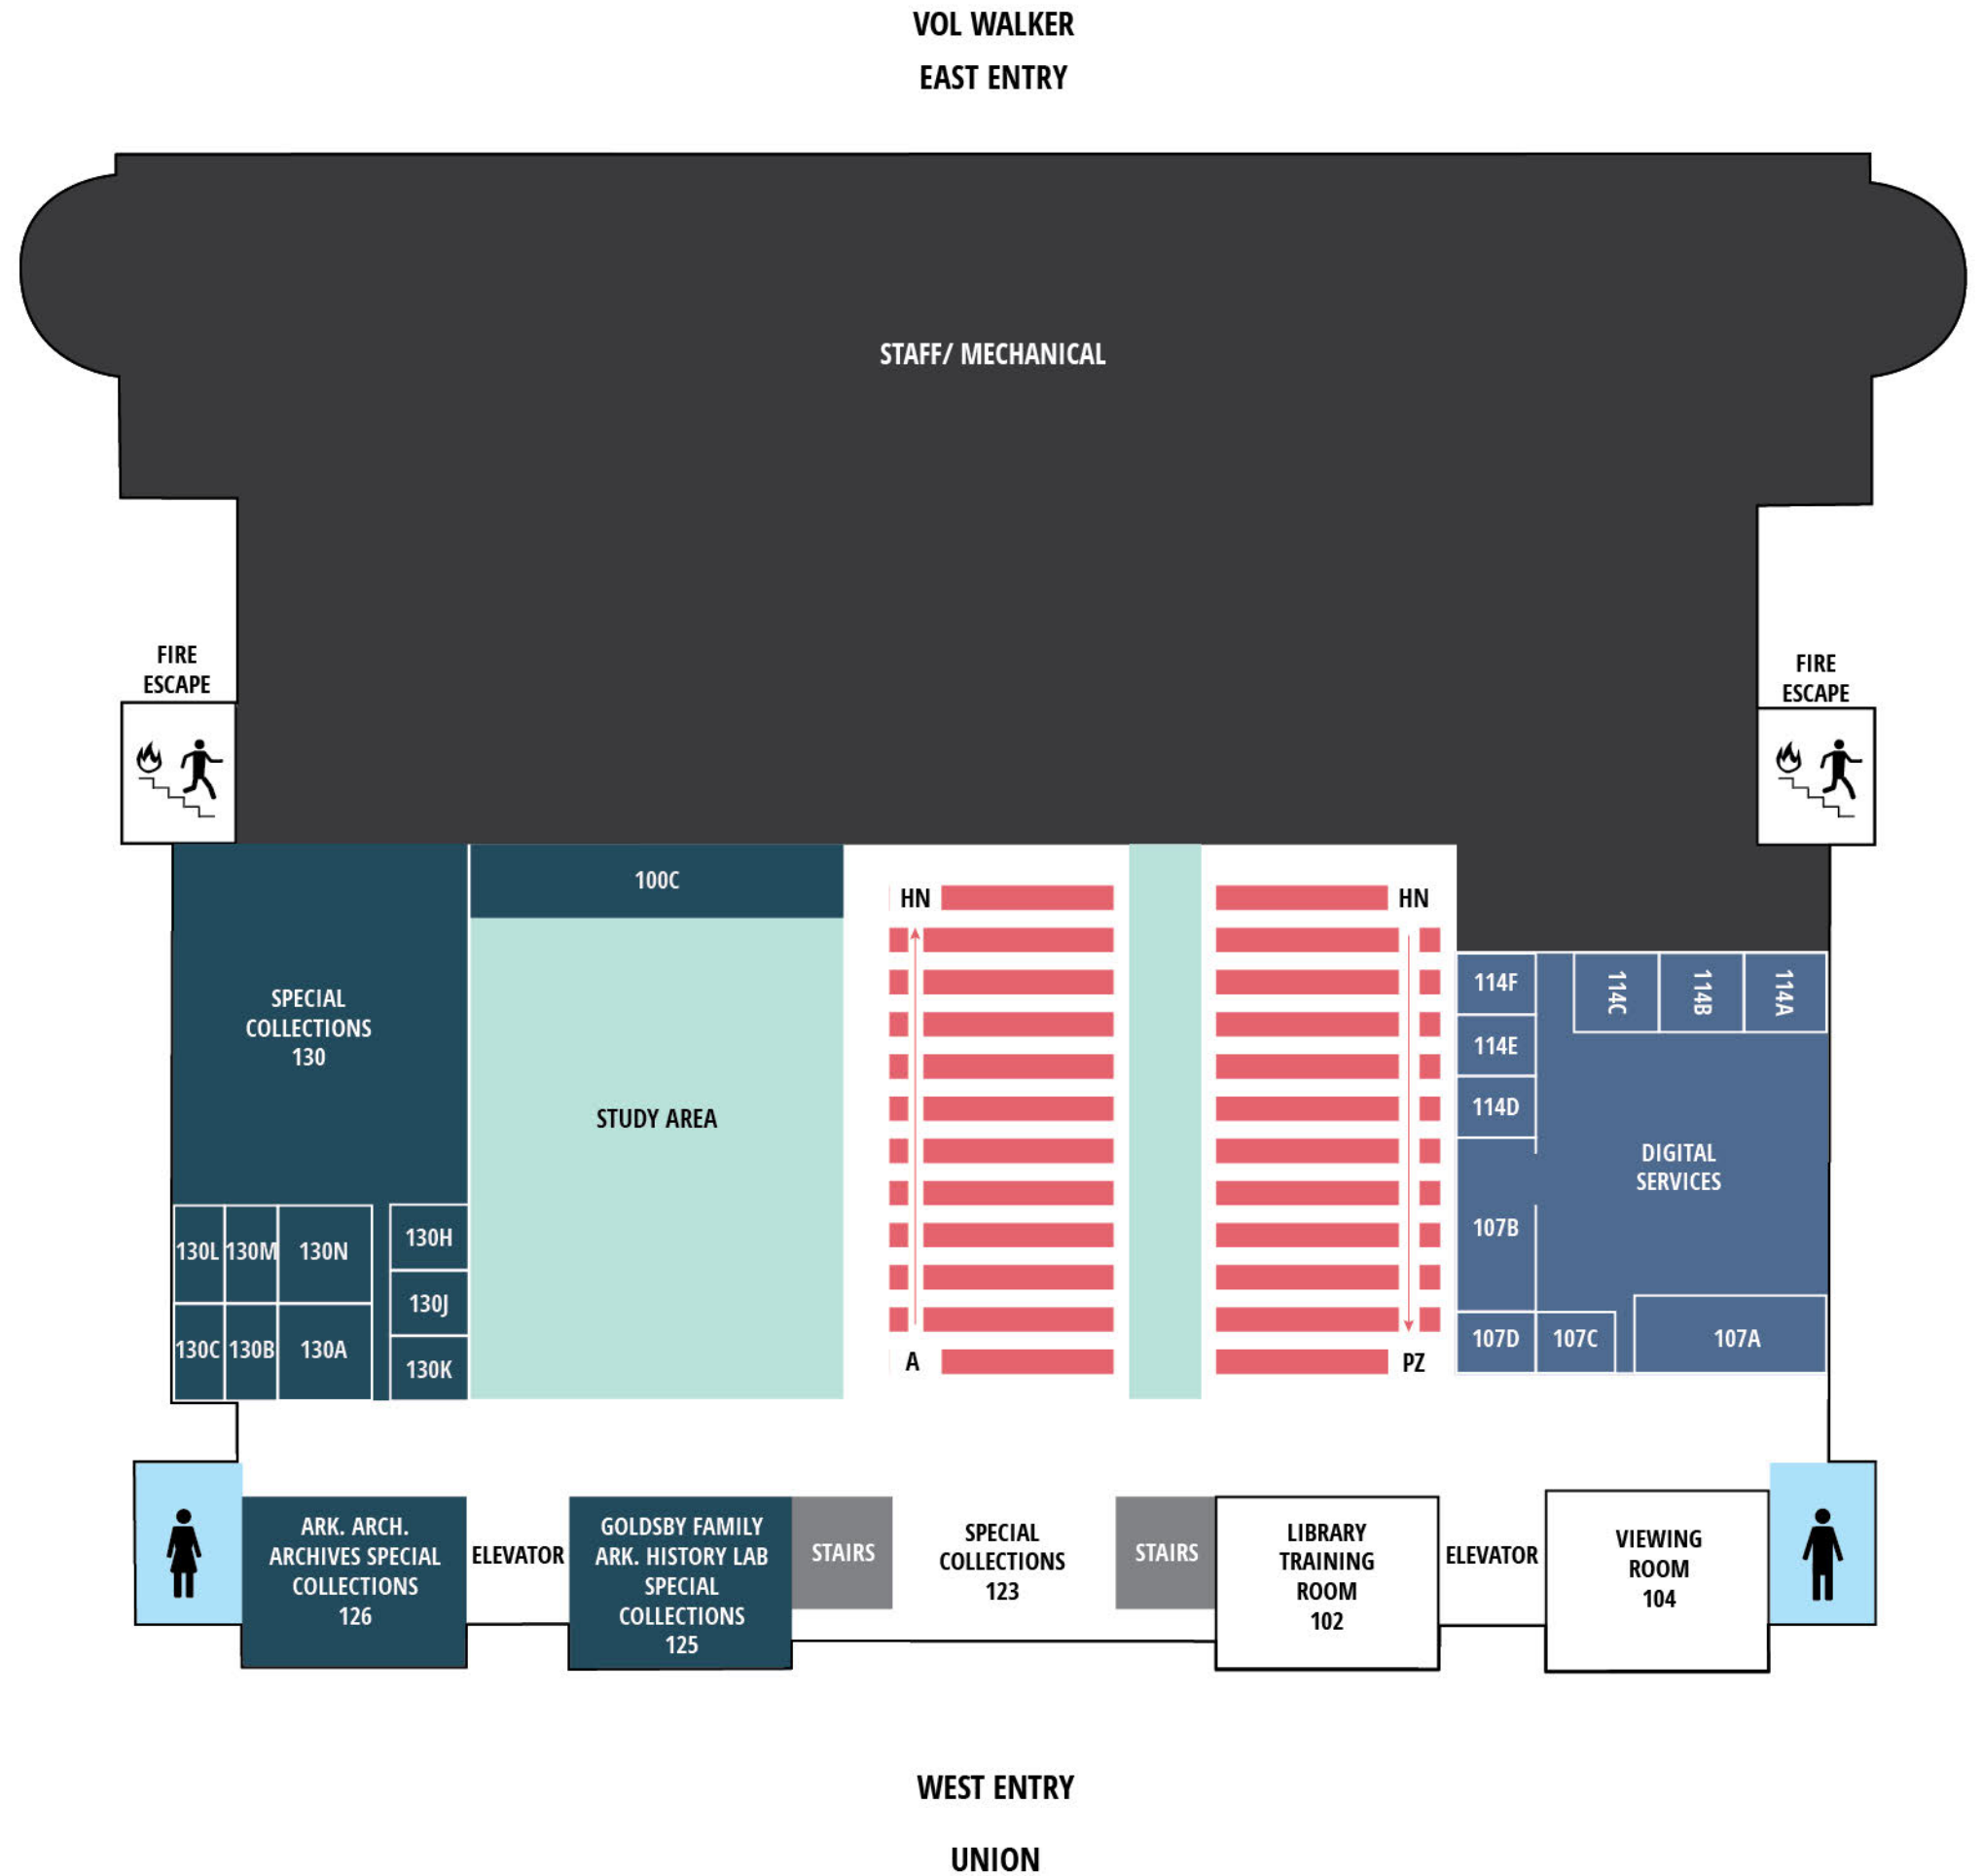 VOL WALKER
EAST ENTRY
STAFF/ MECHANICAL
FIRE
ESCAPE
FIRE
ESCAPE
100C
HN
HN
SPECIAL
COLLECTIONS
130
STUDY AREA
114F
114E
114D
114C
114B
114A
DIGITAL
SERVICES
107B
130L
130M
130N
130H
130J
130C
130B
130A
130K
A
PZ
107D
107C
107A
ARK. ARCH.
ARCHIVES SPECIAL
COLLECTIONS
126
ELEVATOR
GOLDSBY FAMILY
ARK. HISTORY LAB
SPECIAL
COLLECTIONS
125
STAIRS
SPECIAL
COLLECTIONS
123
STAIRS
LIBRARY
TRAINING
ROOM
102
ELEVATOR
VIEWING
ROOM
104
WEST ENTRY
UNION